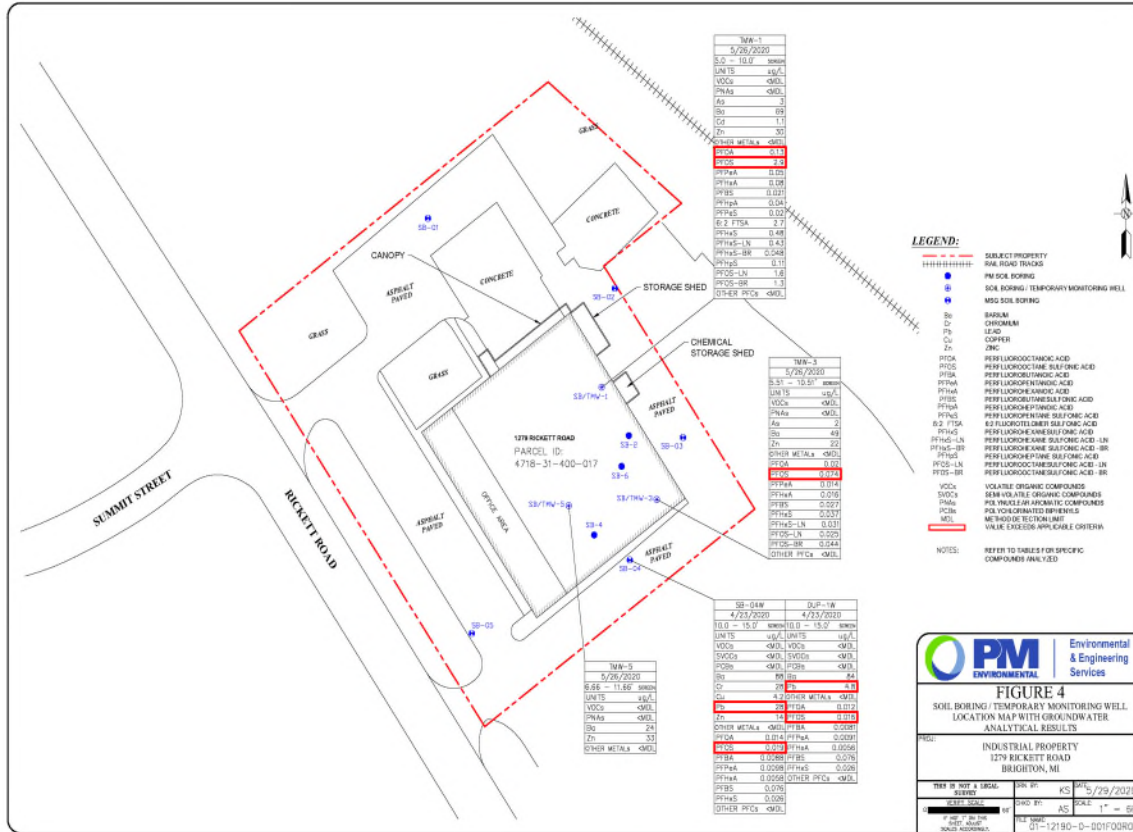 TMW-1
5/26/2020
5.0 - 10.0' SCREEN
UNITS ug/L
VOCs <MDL
PNAs <MDL
As 3
Ba 89
Cd 1.1
Zn 30
OTHER METALs <MDL
PFOA 0.13
PFOS 2.9
PFPeA 0.05
PFHxA 0.08
PFBS 0.021
PFHpA 0.04
PFPeS 0.02
6:2 FTSA 2.7
PFHxS 0.48
PFHxS-LN 0.43
PFHxS-BR 0.048
PFHpS 0.11
PFOS-LN 1.6
PFOS-BR 1.3
OTHER PFCs <MDL
GRASS
CONCRETE
SB-01
CANOPY
CONCRETE
ASPHALT
PAVED
STORAGE SHED
SB-02
GRASS
CHEMICAL
STORAGE SHED
GRASS
SB/TMW-1
ASPHALT
PAVED
1279 RICKETT ROAD
PARCEL ID:
4718-31-400-017
SB-2
SB-03
SB-6
OFFICE AREA
SB/TMW-5
SB/TMW-3
SB-4
ASPHALT
PAVED
ASPHALT
PAVED
SB-04
SB-05
SUMMIT STREET
RICKETT ROAD
TMW-3
5/26/2020
5.51 - 10.51' SCREEN
UNITS ug/L
VOCs <MDL
PNAs <MDL
As 2
Ba 49
Zn 22
OTHER METALs <MDL
PFOA 0.02
PFOS 0.074
PFPeA 0.014
PFHxA 0.016
PFBS 0.027
PFHxS 0.037
PFHxS-LN 0.031
PFOS-LN 0.025
PFOS-BR 0.044
OTHER PFCs <MDL
SB-04W DUP-1W
4/23/2020 4/23/2020
10.0 - 15.0' SCREEN 10.0 - 15.0' SCREEN
UNITS ug/L UNITS ug/L
VOCs <MDL VOCs <MDL
SVOCs <MDL SVOCs <MDL
PCBs <MDL PCBs <MDL
Ba 88 Ba 84
Cr 28 Pb 4.8
Cu 4.2 OTHER METALs <MDL
Pb 28 PFOA 0.012
Zn 14 PFOS 0.018
OTHER METALs <MDL PFBA 0.0081
PFOA 0.014 PFPeA 0.0091
PFOS 0.019 PFHxA 0.0056
PFBA 0.0088 PFBS 0.076
PFPeA 0.0098 PFHxS 0.026
PFHxA 0.0058 OTHER PFCs <MDL
PFBS 0.076
PFHxS 0.026
OTHER PFCs <MDL
TMW-5
5/26/2020
6.66 - 11.66' SCREEN
UNITS ug/L
VOCs <MDL
PNAs <MDL
Ba 24
Zn 33
OTHER METALs <MDL
N
LEGEND:
SUBJECT PROPERTY
RAIL ROAD TRACKS
PM SOIL BORING
SOIL BORING / TEMPORARY MONITORING WELL
MSG SOIL BORING
Ba BARIUM
Cr CHROMIUM
Pb LEAD
Cu COPPER
Zn ZINC
PFOA PERFLUOROOCTANOIC ACID
PFOS PERFLUOROOCTANE SULFONIC ACID
PFBA PERFLUOROBUTANOIC ACID
PFPeA PERFLUOROPENTANOIC ACID
PFHxA PERFLUOROHEXANOIC ACID
PFBS PERFLUOROBUTANESULFONIC ACID
PFHpA PERFLUOROHEPTANOIC ACID
PFPeS PERFLUOROPENTANE SULFONIC ACID
6:2 FTSA 6:2 FLUOROTELOMER SULFONIC ACID
PFHxS PERFLUOROHEXANESULFONIC ACID
PFHxS-LN PERFLUOROHEXANE SULFONIC ACID - LN
PFHxS-BR PERFLUOROHEXANE SULFONIC ACID - BR
PFHpS PERFLUOROHEPTANE SULFONIC ACID
PFOS-LN PERFLUOROOCTANESULFONIC ACID - LN
PFOS-BR PERFLUOROOCTANESULFONIC ACID - BR
VOCs VOLATILE ORGANIC COMPOUNDS
SVOCs SEMI-VOLATILE ORGANIC COMPOUNDS
PNAs POLYNUCLEAR AROMATIC COMPOUNDS
PCBs POLYCHLORINATED BIPHENYLS
MDL METHOD DETECTION LIMIT
VALUE EXCEEDS APPLICABLE CRITERIA
NOTES: REFER TO TABLES FOR SPECIFIC
COMPOUNDS ANALYZED
PM
ENVIRONMENTAL
Environmental
& Engineering
Services
FIGURE 4
SOIL BORING / TEMPORARY MONITORING WELL
LOCATION MAP WITH GROUNDWATER
ANALYTICAL RESULTS
PROJ:
INDUSTRIAL PROPERTY
1279 RICKETT ROAD
BRIGHTON, MI
THIS IS NOT A LEGAL
SURVEY
DRN BY: KS DATE: 5/29/2020
VERIFY SCALE
0 60'
IF NOT 1" ON THIS
SHEET, ADJUST
SCALES ACCORDINGLY.
CHKD BY: AS SCALE: 1" =
FILE NAME:
01-12190-0-001F00R0